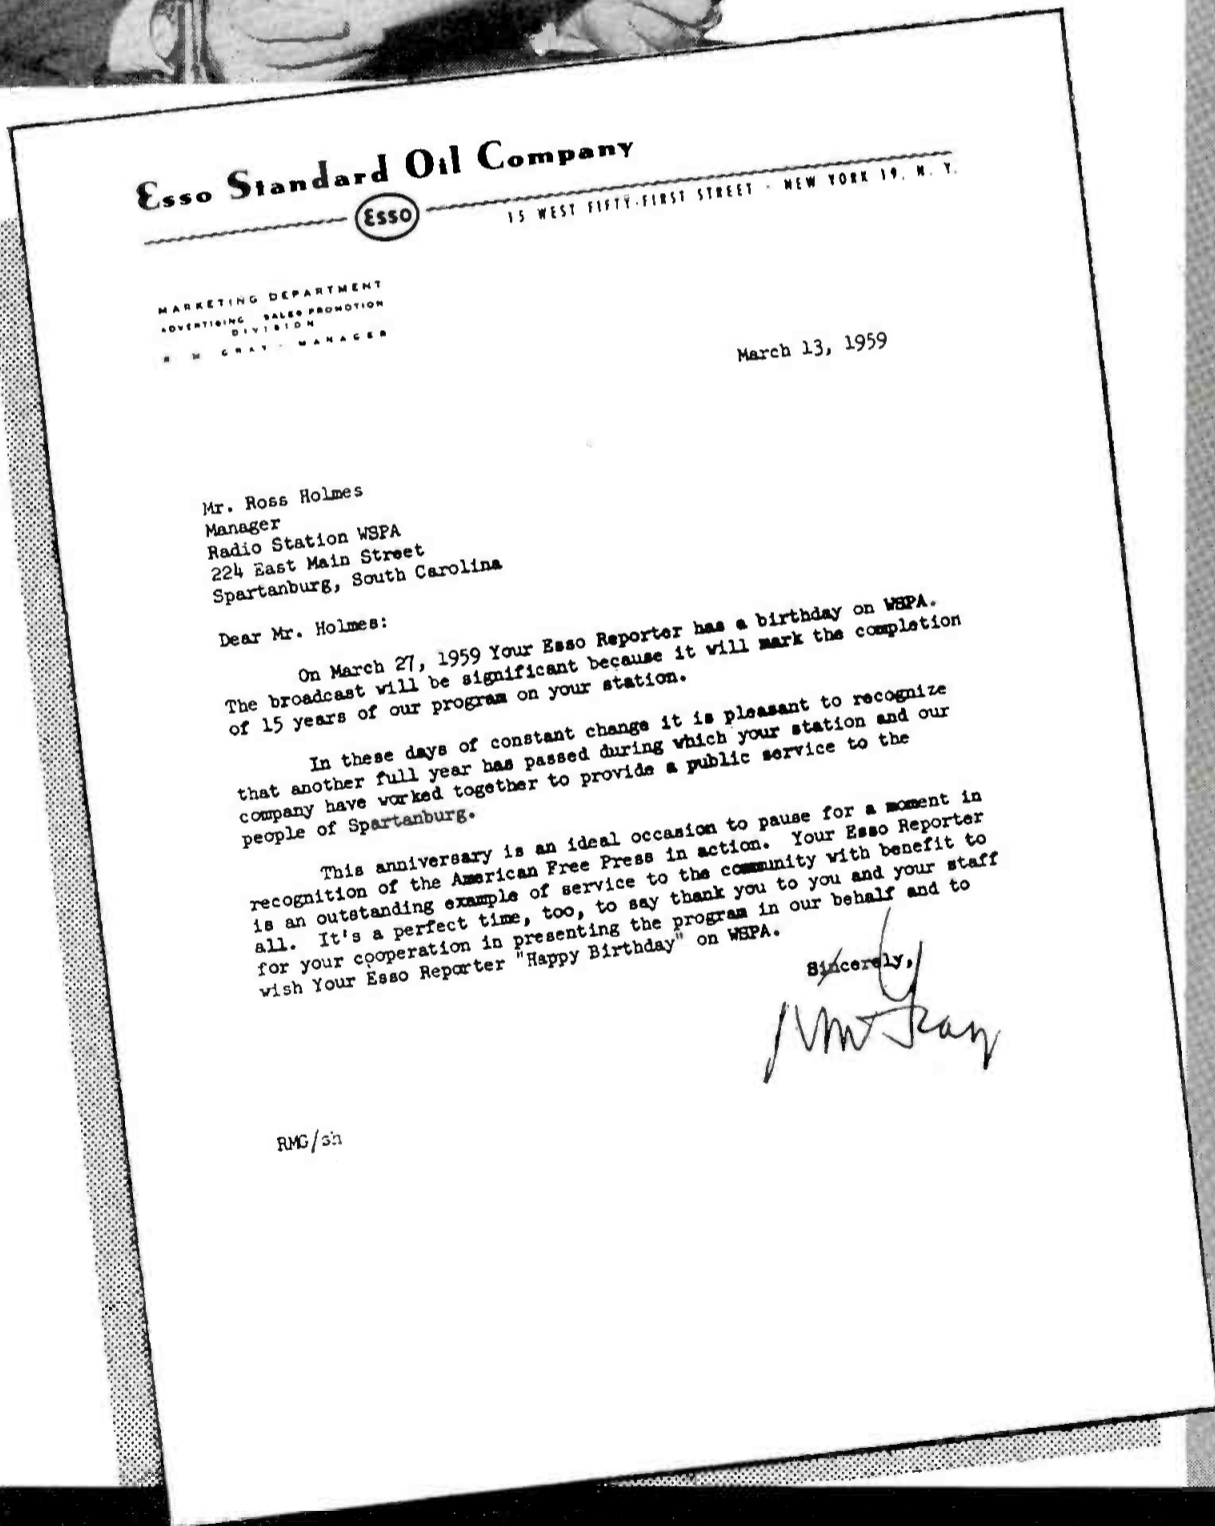 Esso Standard Oil Company
Esso
15 WEST FIFTY-FIRST STREET - NEW YORK 19, N. Y.
MARKETING DEPARTMENT
ADVERTISING SALES PROMOTION
DIVISION
R M GRAY - MANAGER
March 13, 1959
Mr. Ross Holmes
Manager
Radio Station WSPA
224 East Main Street
Spartanburg, South Carolina
Dear Mr. Holmes:
On March 27, 1959 Your Esso Reporter has a birthday on WSPA.
The broadcast will be significant because it will mark the completion
of 15 years of our program on your station.
In these days of constant change it is pleasant to recognize
that another full year has passed during which your station and our
company have worked together to provide a public service to the
people of Spartanburg.
This anniversary is an ideal occasion to pause for a moment in
recognition of the American Free Press in action. Your Esso Reporter
is an outstanding example of service to the community with benefit to
all. It's a perfect time, too, to say thank you to you and your staff
for your cooperation in presenting the program in our behalf and to
wish Your Esso Reporter "Happy Birthday" on WSPA.
Sincerely,
RM Gray
RMG/sh